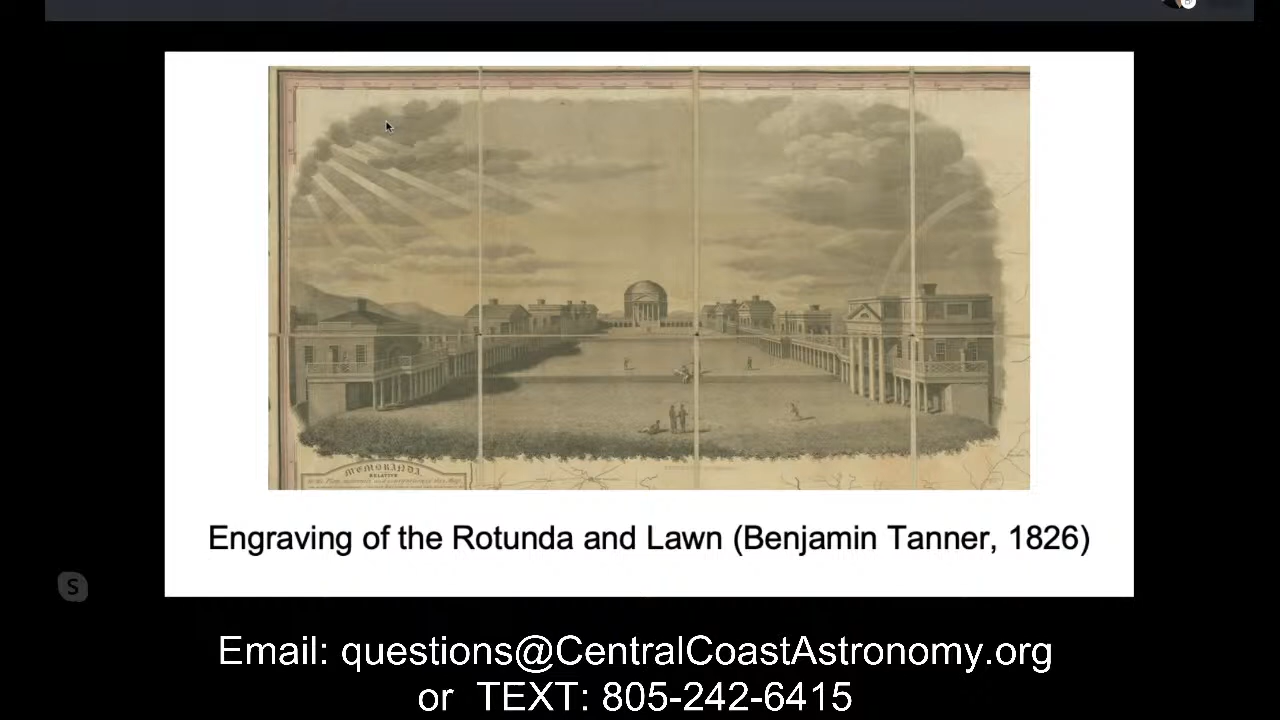 MEMORANDA
RELATIVE
Engraving of the Rotunda and Lawn (Benjamin Tanner, 1826)
S
Email: questions@CentralCoastAstronomy.org
or TEXT: 805-242-6415